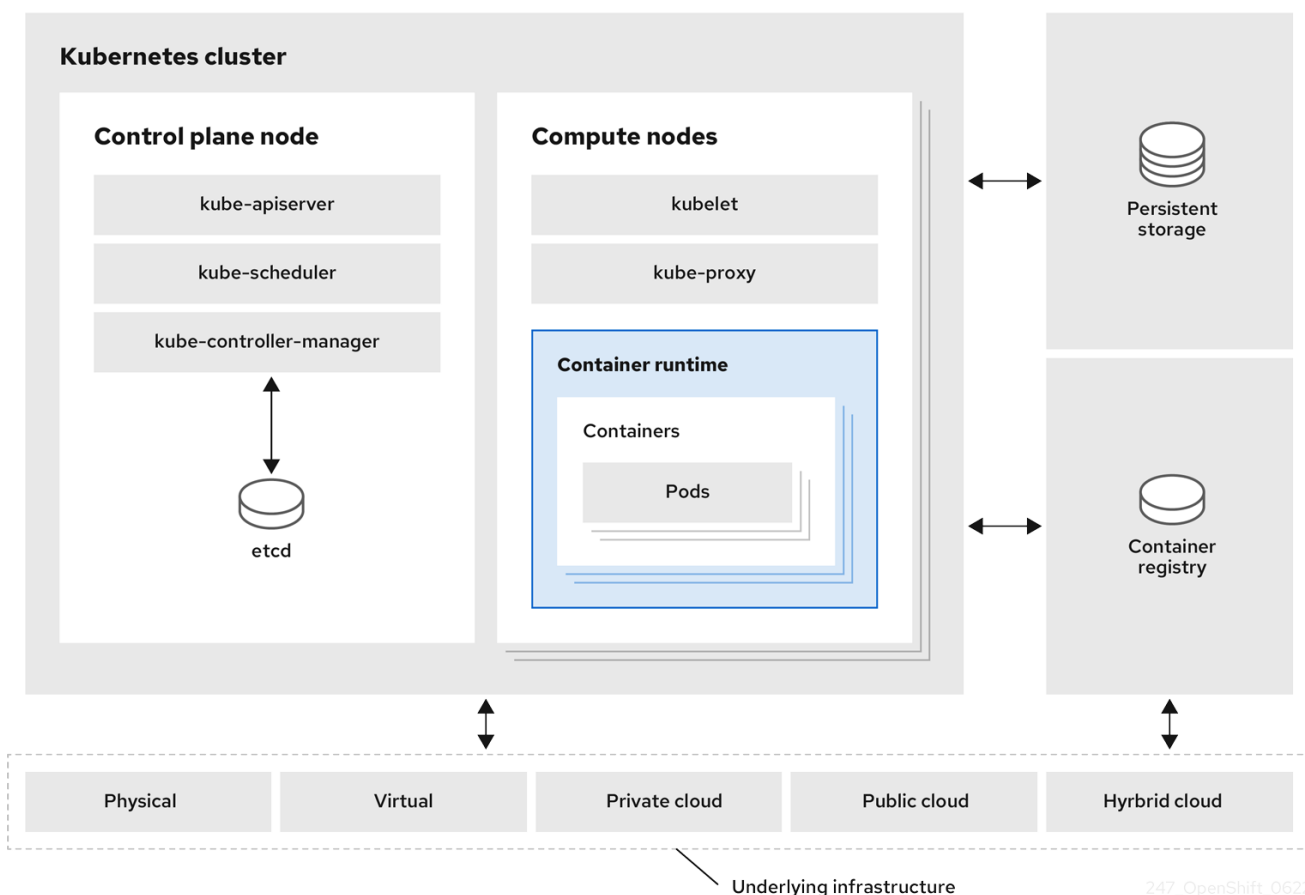 Kubernetes cluster
Control plane node
kube-apiserver
kube-scheduler
kube-controller-manager
etcd
Compute nodes
kubelet
kube-proxy
Container runtime
Containers
Pods
Persistent
storage
Container
registry
Physical
Virtual
Private cloud
Public cloud
Hyrbrid cloud
Underlying infrastructure
247_OpenShift_062